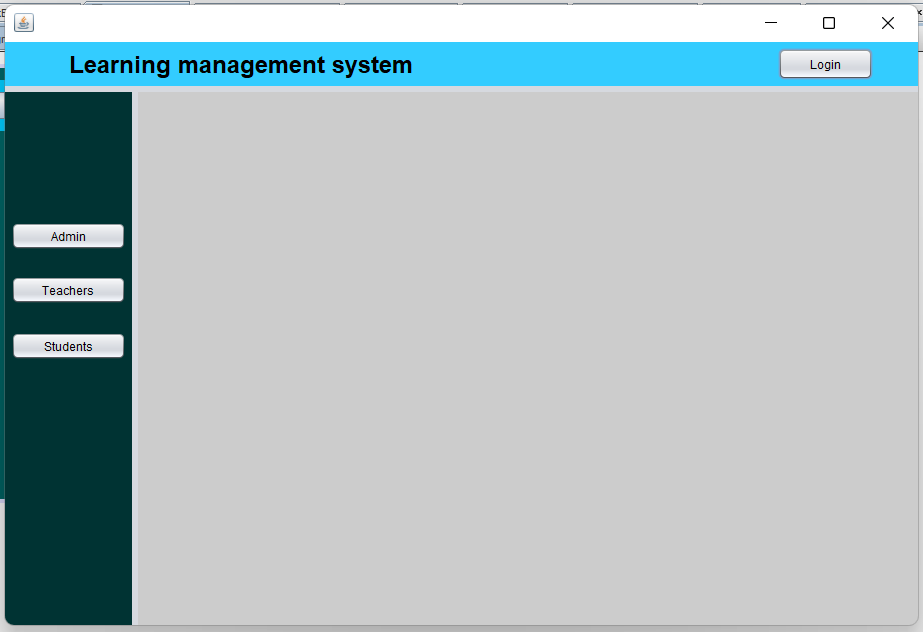 Learning management system
Login
Admin
Teachers
Students